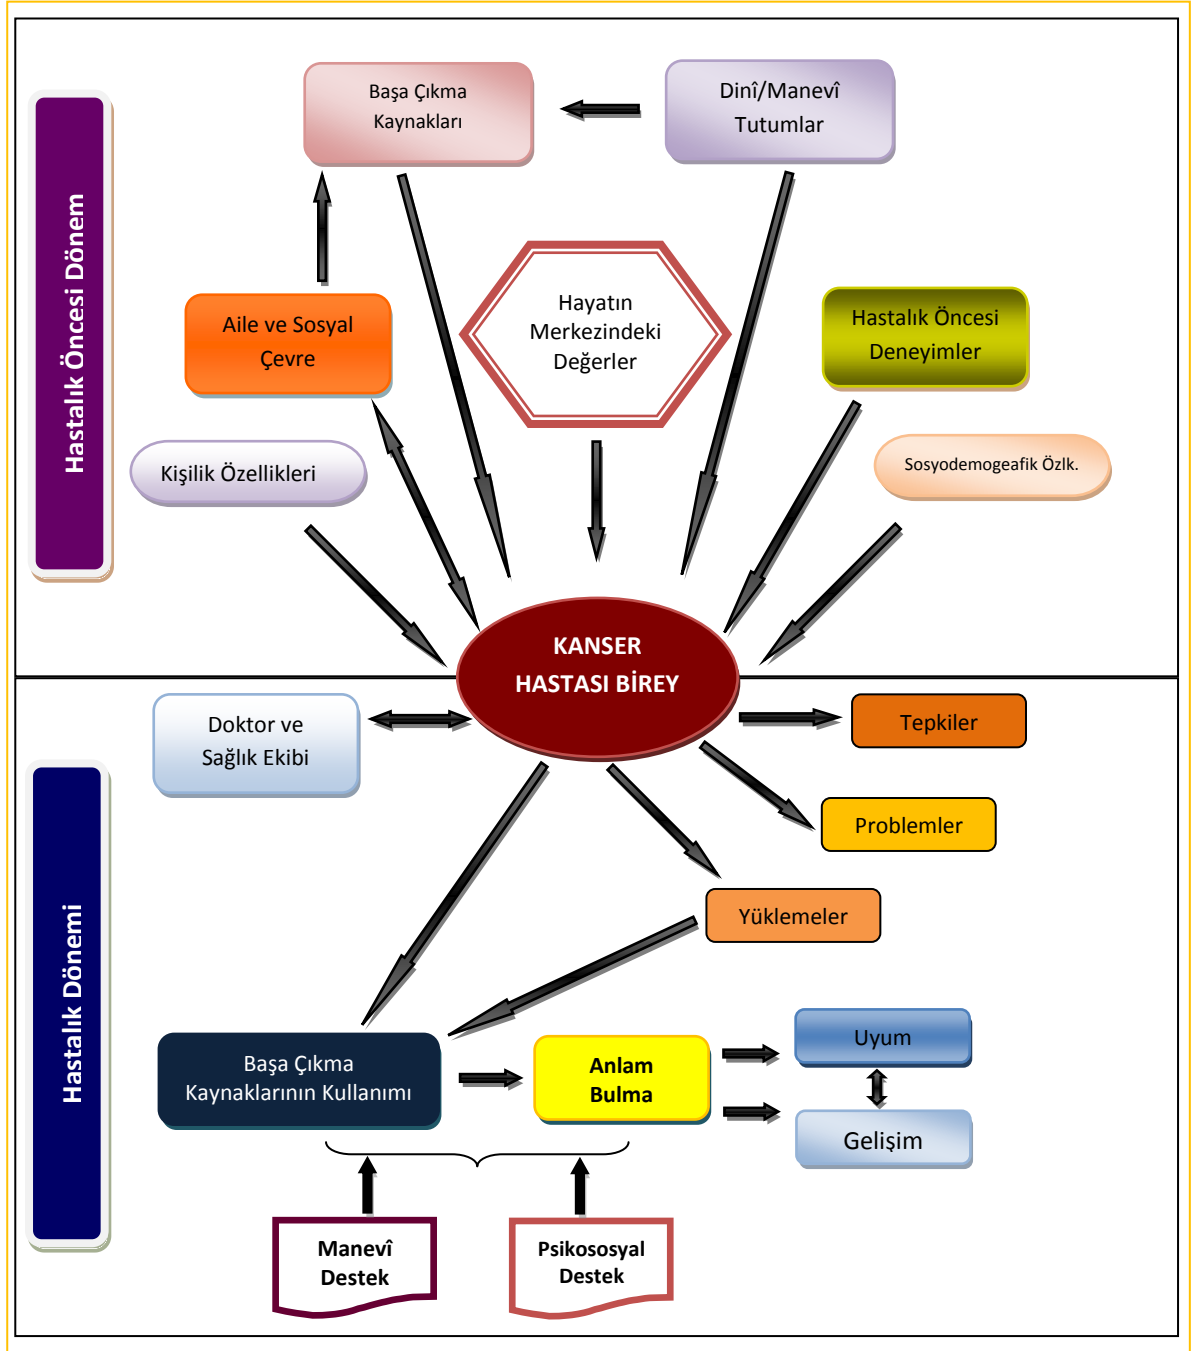 Hastalık Öncesi Dönem
Başa Çıkma
Kaynakları
Dinî/Manevî
Tutumlar
Aile ve Sosyal
Çevre
Hayatın
Merkezindeki
Değerler
Hastalık Öncesi
Deneyimler
Kişilik Özellikleri
Sosyodemogeafik Özlk.
KANSER
HASTASI BİREY
Hastalık Dönemi
Doktor ve
Sağlık Ekibi
Tepkiler
Problemler
Yüklemeler
Başa Çıkma
Kaynaklarının Kullanımı
Anlam
Bulma
Uyum
Gelişim
Manevî
Destek
Psikososyal
Destek